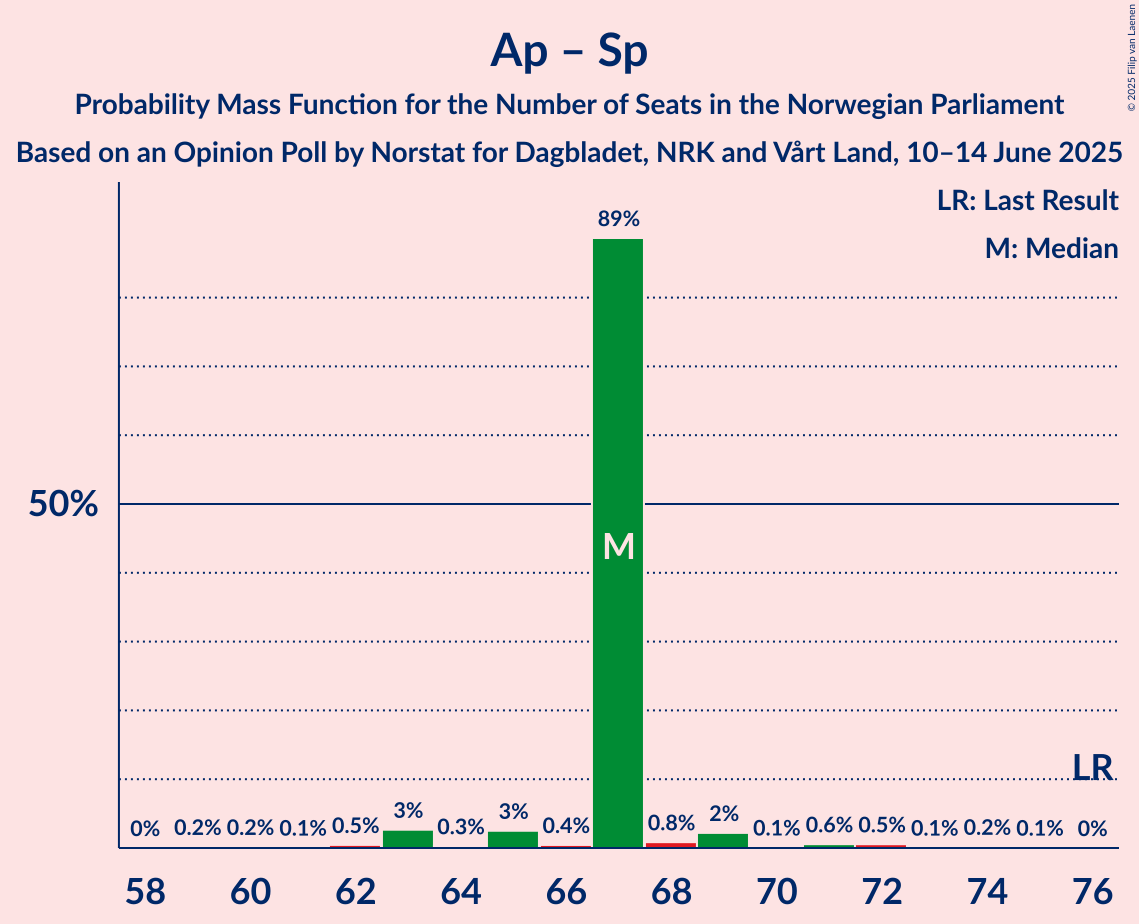 Ap – Sp
Probability Mass Function for the Number of Seats in the Norwegian Parliament
Based on an Opinion Poll by Norstat for Dagbladet, NRK and Vårt Land, 10–14 June 2025
© 2025 Filip van Laenen
LR: Last Result
M: Median
89%
50%
M
LR
0% 0.2% 0.2% 0.1% 0.5% 3% 0.3% 3% 0.4% 0.8% 2% 0.1% 0.6% 0.5% 0.1% 0.2% 0.1% 0%
58 60 62 64 66 68 70 72 74 76